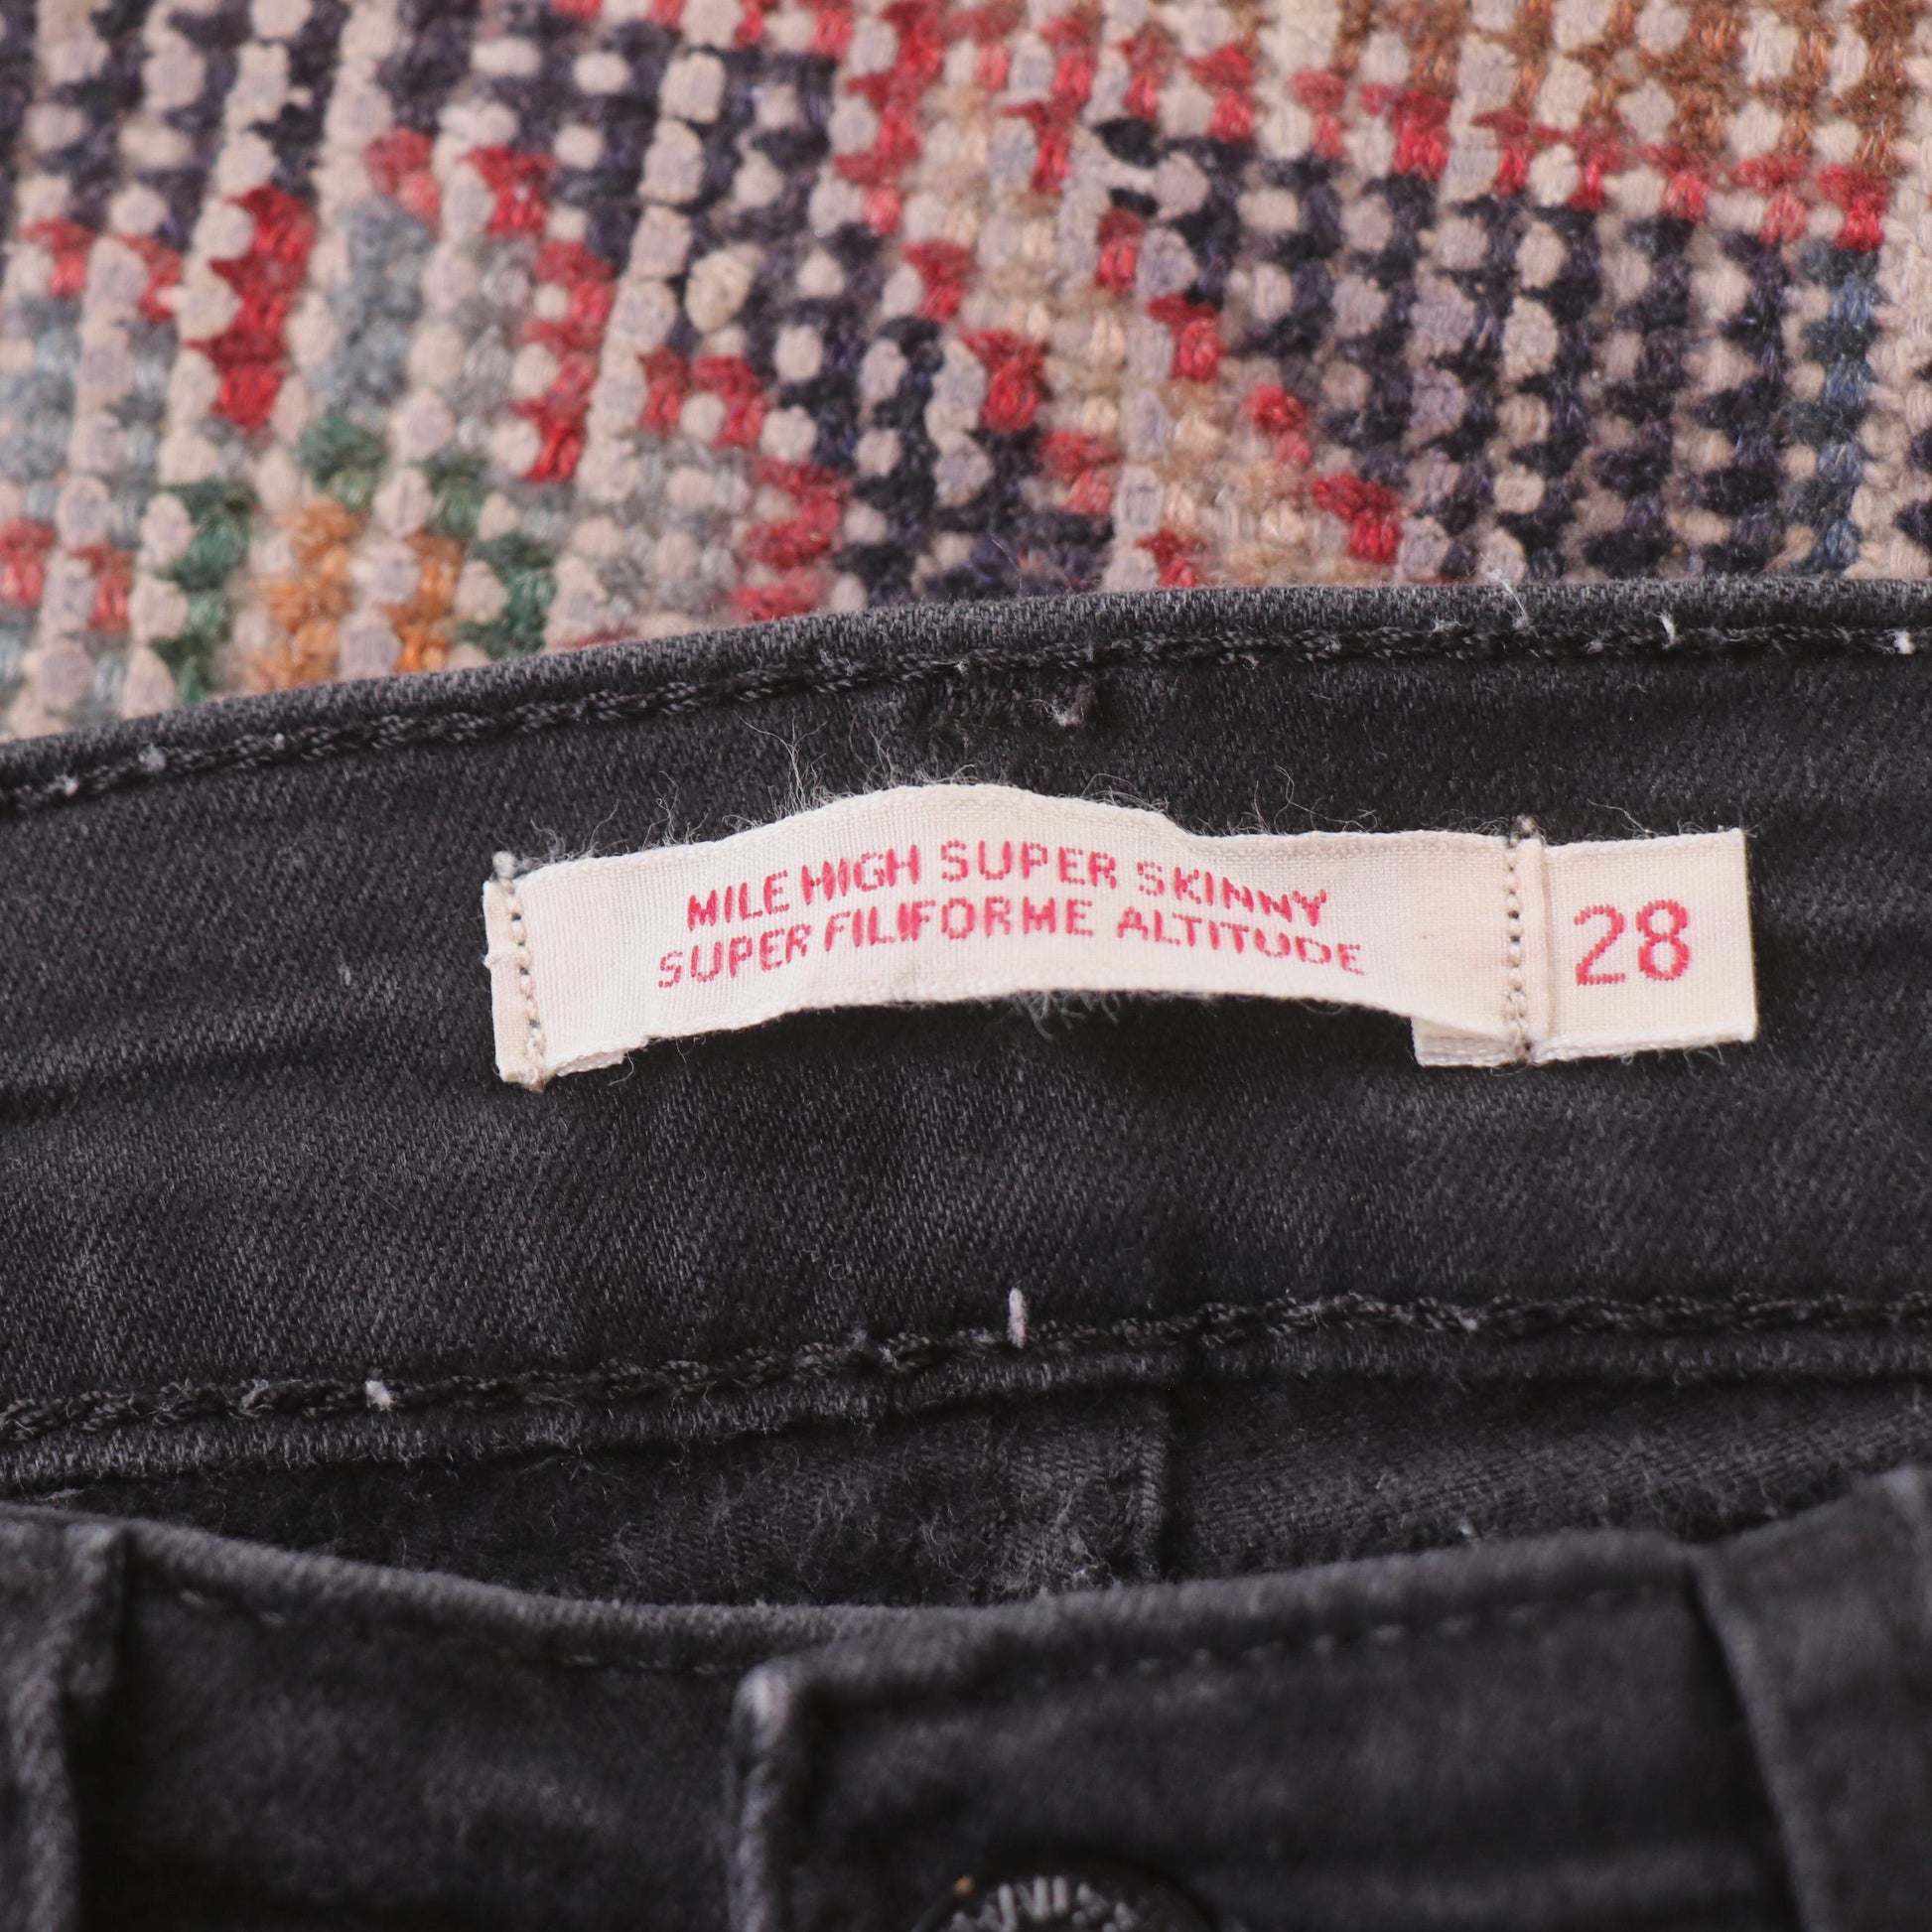 MILE HIGH SUPER SKINNY
SUPER FILIFORME ALTITUDE
28